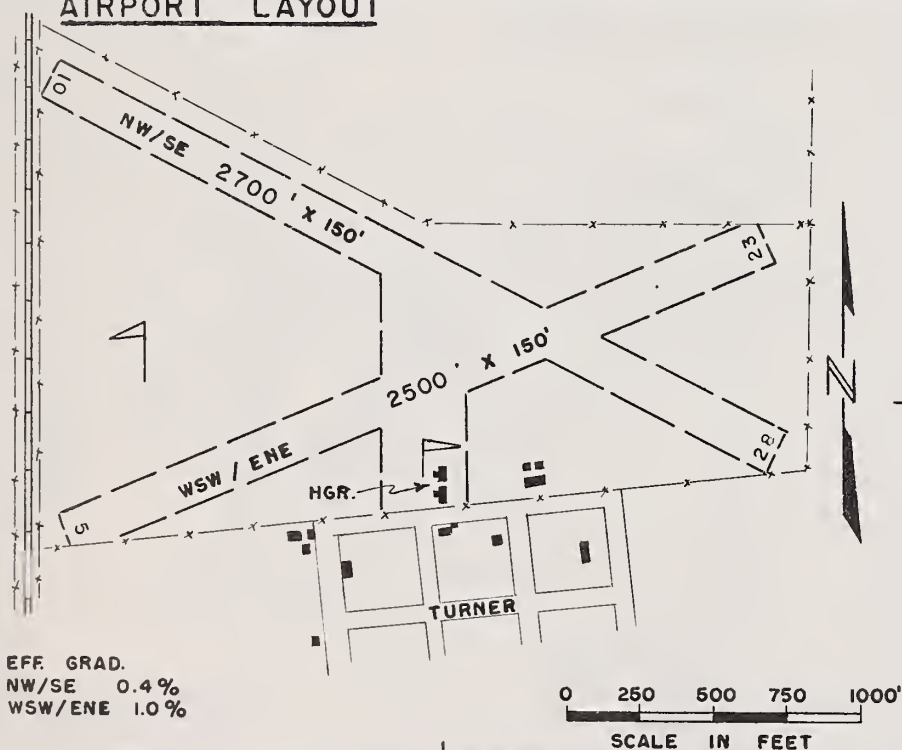 AIRPORT LAYOUT
10
NW/SE 2700' X 150'
23
2500' X 150'
N
WSW / ENE
28
HGR.
5
TURNER
EFF. GRAD.
NW/SE 0.4%
WSW/ENE 1.0%
0 250 500 750 1000'
SCALE IN FEET